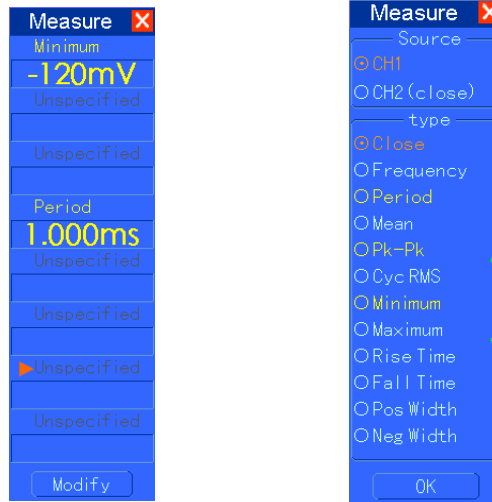 Measure
Minimum
-120mV
Unspecified
Unspecified
Period
1.000ms
Unspecified
Unspecified
Unspecified
Unspecified
Modify
Measure
Source
CH1
CH2(close)
type
Close
Frequency
Period
Mean
Pk-Pk
Cyc RMS
Minimum
Maximum
Rise Time
Fall Time
Pos Width
Neg Width
OK